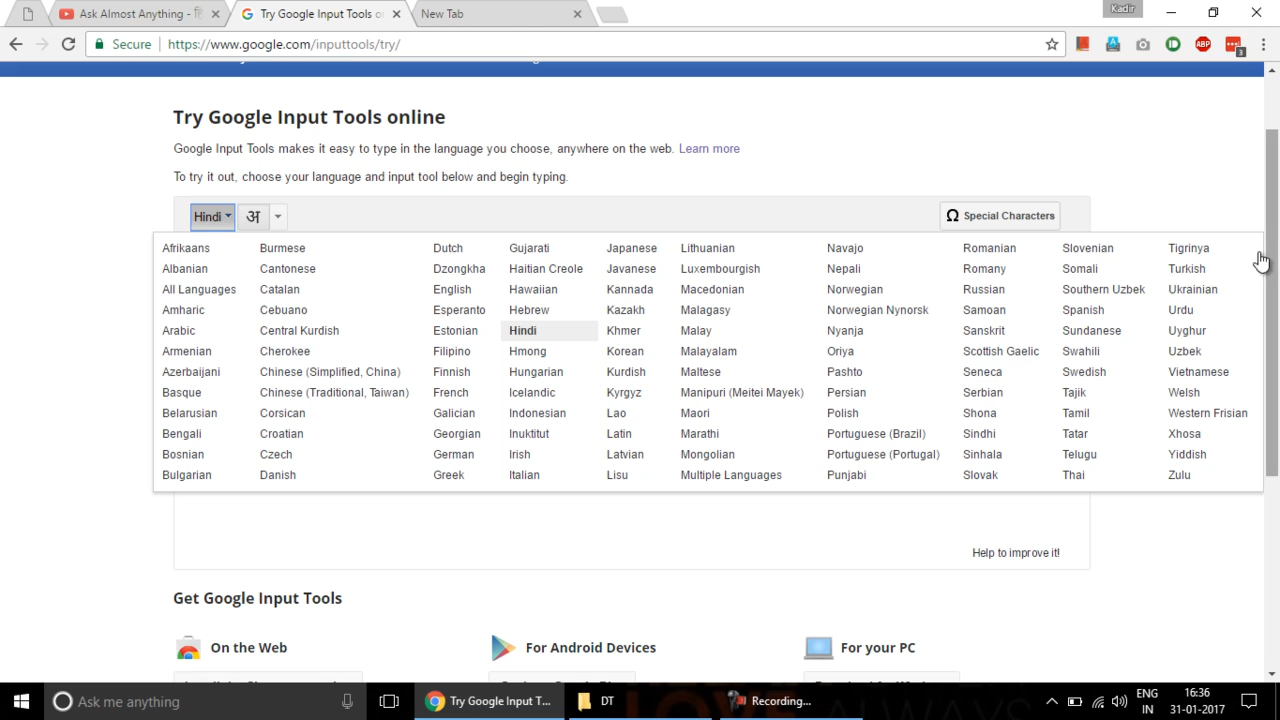 Ask Almost Anything -
Try Google Input Tools o
New Tab
Kadir
Secure
https://www.google.com/inputtools/try/
ABP
3
Try Google Input Tools online
Google Input Tools makes it easy to type in the language you choose, anywhere on the web. Learn more
To try it out, choose your language and input tool below and begin typing.
Hindi
अ
Ω Special Characters
Afrikaans Burmese Dutch Gujarati Japanese Lithuanian Navajo Romanian Slovenian Tigrinya
Albanian Cantonese Dzongkha Haitian Creole Javanese Luxembourgish Nepali Romany Somali Turkish
All Languages Catalan English Hawaiian Kannada Macedonian Norwegian Russian Southern Uzbek Ukrainian
Amharic Cebuano Esperanto Hebrew Kazakh Malagasy Norwegian Nynorsk Samoan Spanish Urdu
Arabic Central Kurdish Estonian Hindi Khmer Malay Nyanja Sanskrit Sundanese Uyghur
Armenian Cherokee Filipino Hmong Korean Malayalam Oriya Scottish Gaelic Swahili Uzbek
Azerbaijani Chinese (Simplified, China) Finnish Hungarian Kurdish Maltese Pashto Seneca Swedish Vietnamese
Basque Chinese (Traditional, Taiwan) French Icelandic Kyrgyz Manipuri (Meitei Mayek) Persian Serbian Tajik Welsh
Belarusian Corsican Galician Indonesian Lao Maori Polish Shona Tamil Western Frisian
Bengali Croatian Georgian Inuktitut Latin Marathi Portuguese (Brazil) Sindhi Tatar Xhosa
Bosnian Czech German Irish Latvian Mongolian Portuguese (Portugal) Sinhala Telugu Yiddish
Bulgarian Danish Greek Italian Lisu Multiple Languages Punjabi Slovak Thai Zulu
Help to improve it!
Get Google Input Tools
On the Web
For Android Devices
For your PC
Ask me anything
Try Google Input T...
DT
Recording...
ENG
IN
16:36
31-01-2017